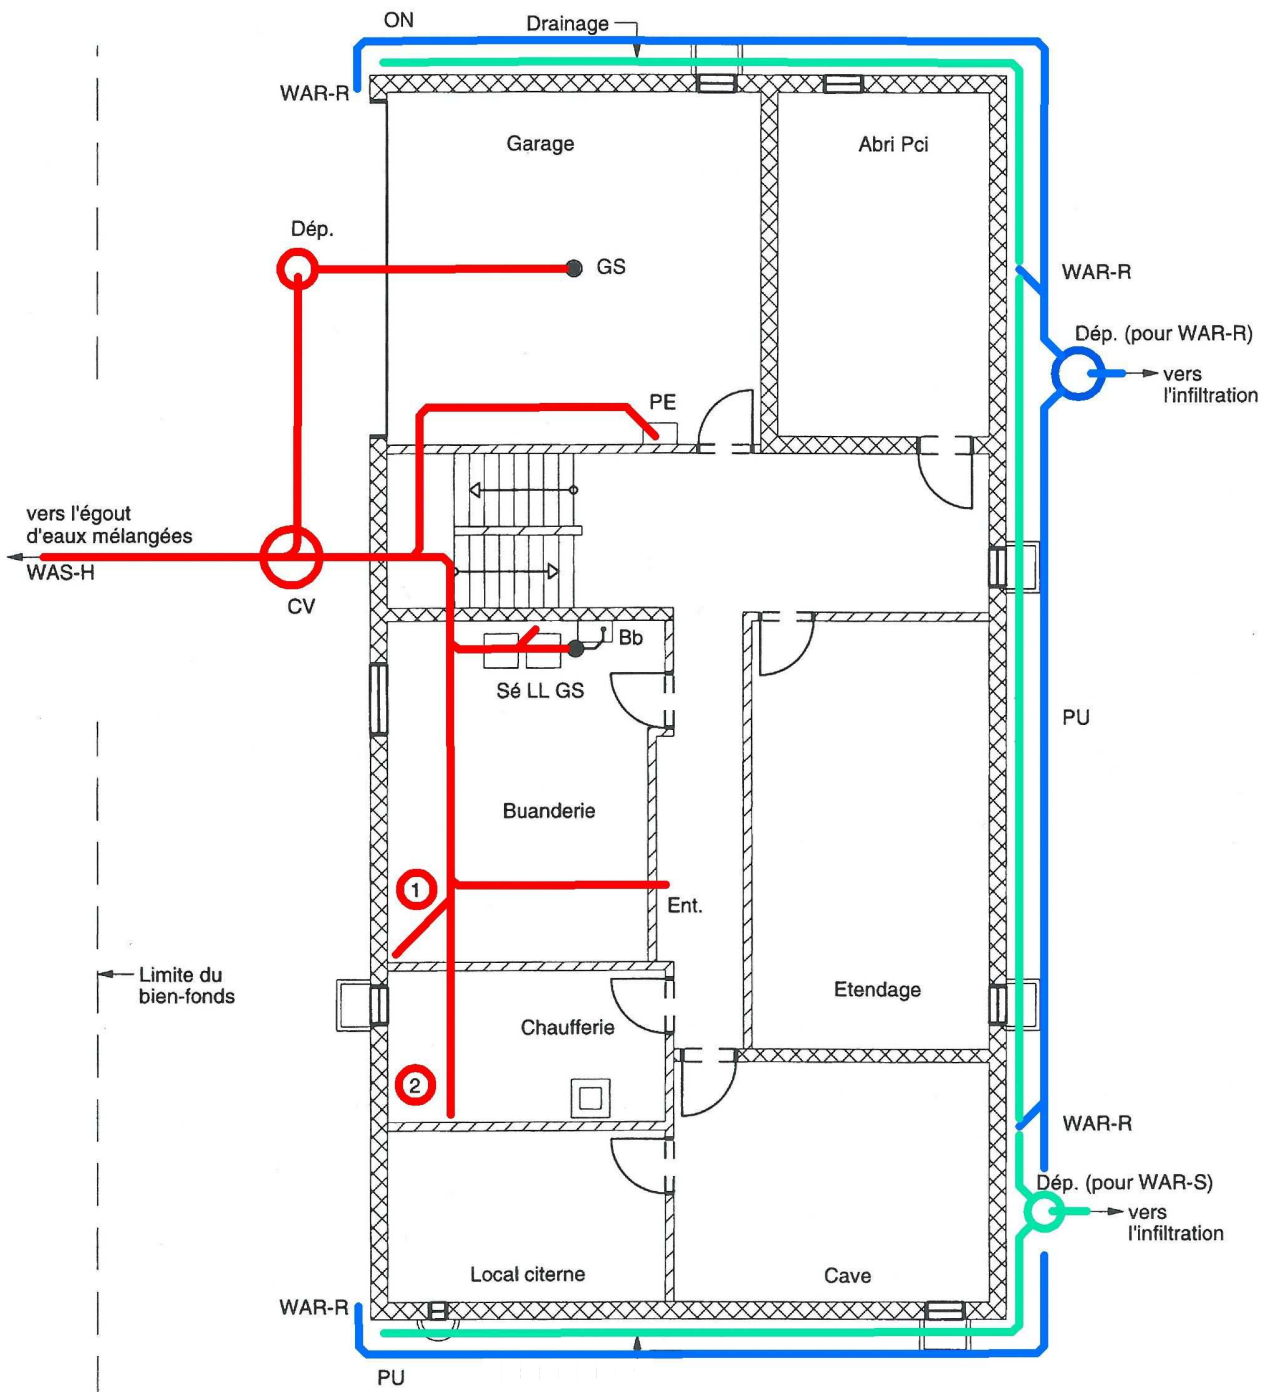 ON
Drainage
WAR-R
Garage
Abri Pci
Dép.
GS
WAR-R
Dép. (pour WAR-R)
vers
l'infiltration
PE
vers l'égout
d'eaux mélangées
WAS-H
CV
Bb
Sé LL GS
PU
Buanderie
1
Ent.
Limite du
bien-fonds
Etendage
Chaufferie
2
WAR-R
Dép. (pour WAR-S)
vers
l'infiltration
Local citerne
Cave
WAR-R
PU